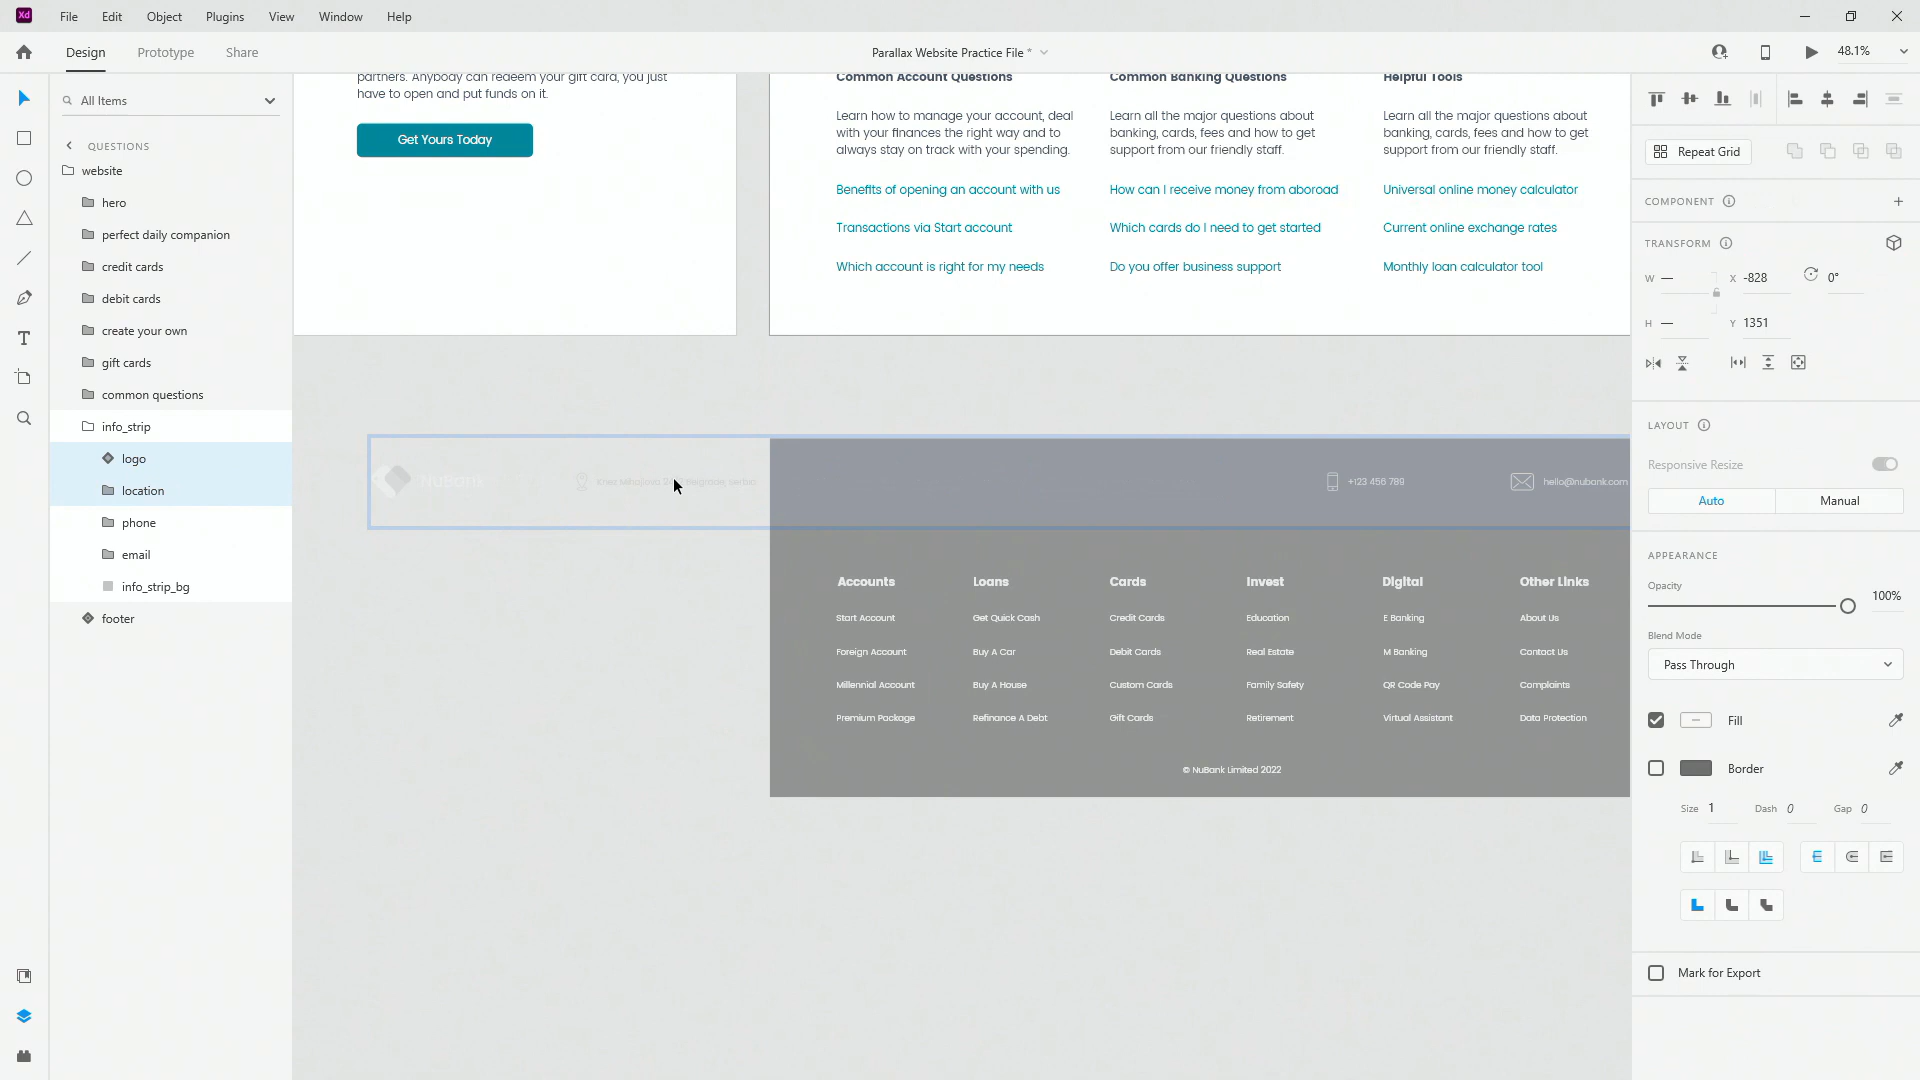 Xd
File
Edit
Object
Plugins
View
Window
Help
Design
Prototype
Share
Parallax Website Practice File *
48.1%
All Items
QUESTIONS
website
hero
perfect daily companion
credit cards
debit cards
create your own
gift cards
common questions
info_strip
logo
location
phone
email
info_strip_bg
footer
partners. Anybody can redeem your gift card, you just
have to open and put funds on it.
Get Yours Today
Common Account Questions
Learn how to manage your account, deal
with your finances the right way and to
always stay on track with your spending.
Benefits of opening an account with us
Transactions via Start account
Which account is right for my needs
Common Banking Questions
Learn all the major questions about
banking, cards, fees and how to get
support from our friendly staff.
How can I receive money from aboroad
Which cards do I need to get started
Do you offer business support
Helpful Tools
Learn all the major questions about
banking, cards, fees and how to get
support from our friendly staff.
Universal online money calculator
Current online exchange rates
Monthly loan calculator tool
NuBank
Belgrade, Serbia
+123 456 789
hello@nubank.com
Accounts
Start Account
Foreign Account
Millennial Account
Premium Package
Loans
Get Quick Cash
Buy A Car
Buy A House
Refinance A Debt
Cards
Credit Cards
Debit Cards
Custom Cards
Gift Cards
Invest
Education
Real Estate
Family Safety
Retirement
Digital
E Banking
M Banking
QR Code Pay
Virtual Assistant
Other Links
About Us
Contact Us
Complaints
Data Protection
© NuBank Limited 2022
Repeat Grid
COMPONENT
TRANSFORM
W —
X -828
0°
H —
Y 1351
LAYOUT
Responsive Resize
Auto
Manual
APPEARANCE
Opacity
100%
Blend Mode
Pass Through
Fill
Border
Size 1
Dash 0
Gap 0
Mark for Export